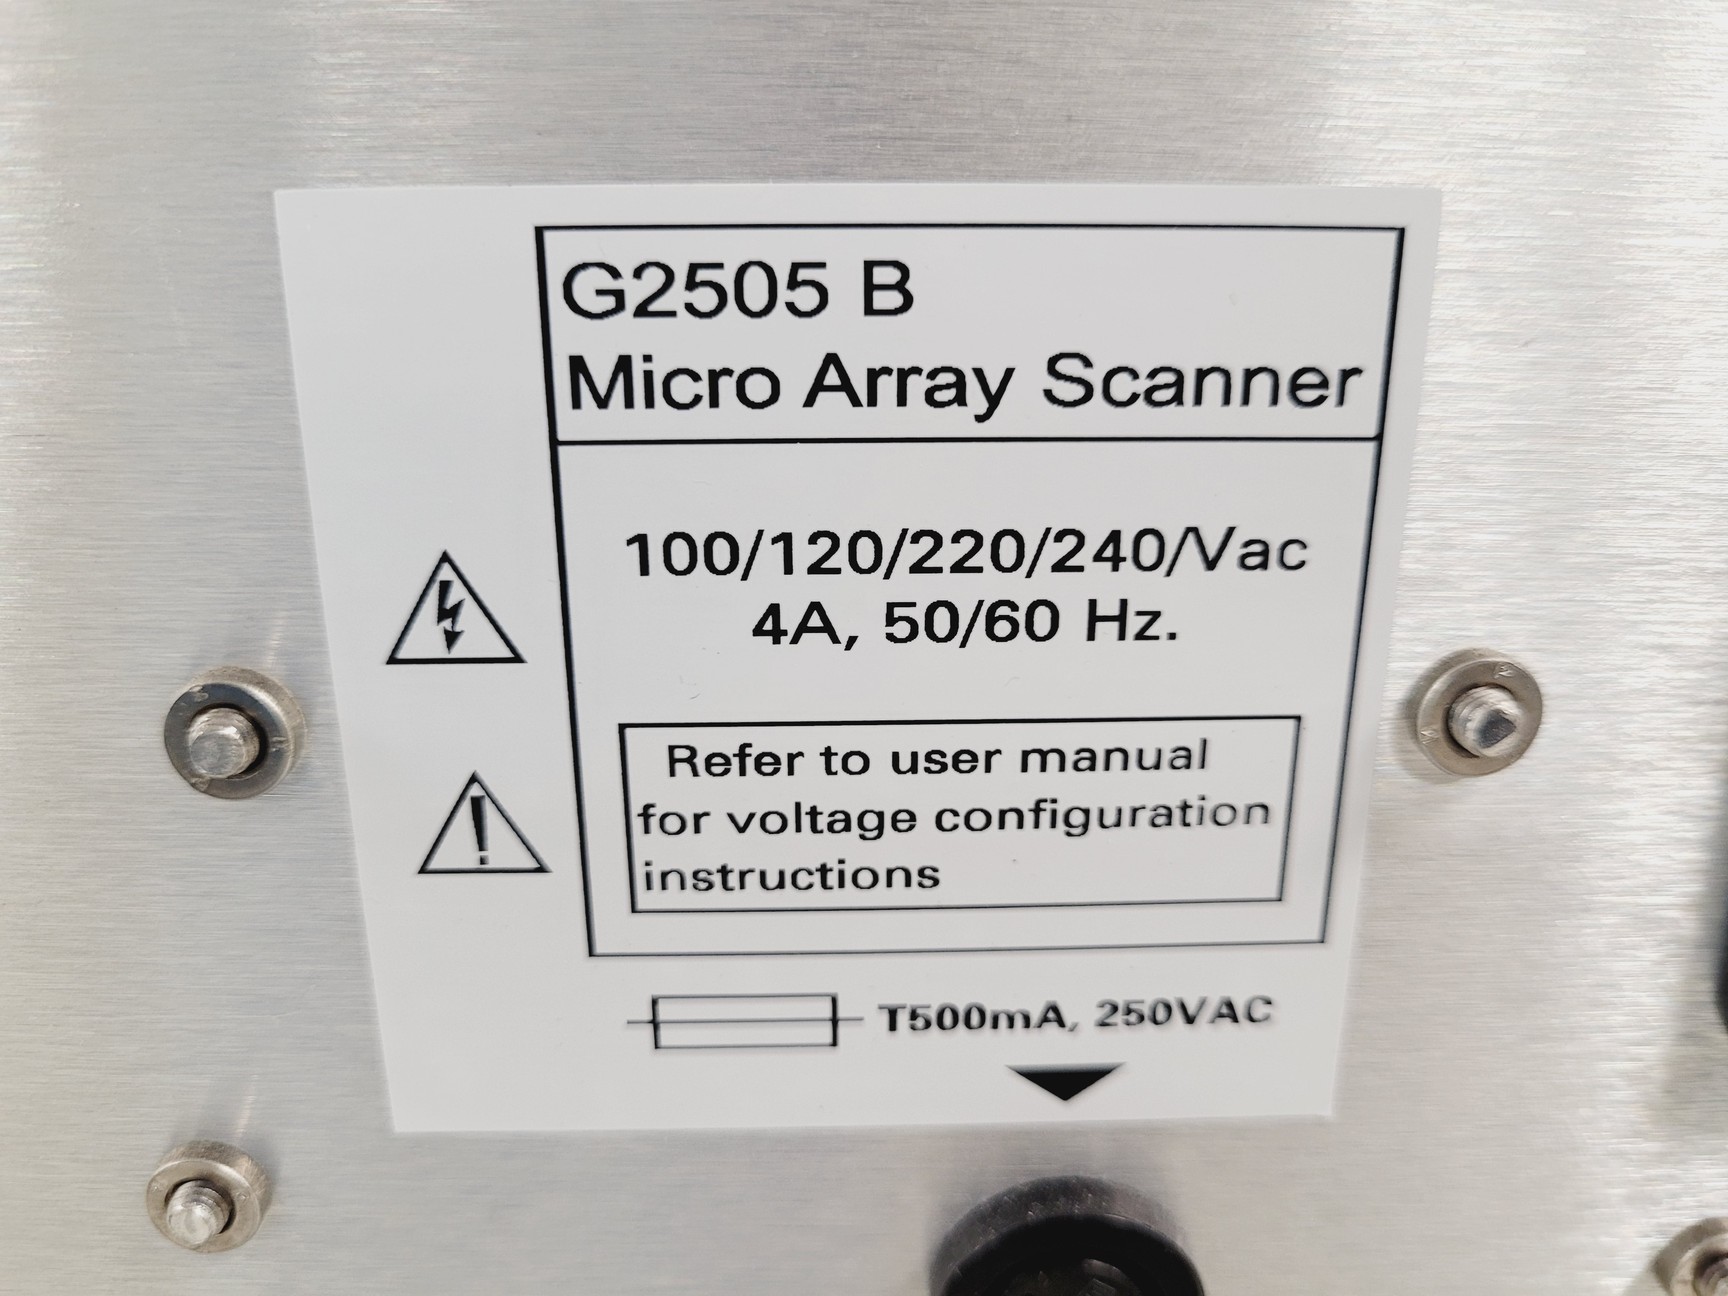 G2505 B
Micro Array Scanner
100/120/220/240/Vac
4A, 50/60 Hz.
Refer to user manual
for voltage configuration
instructions
T500mA, 250VAC